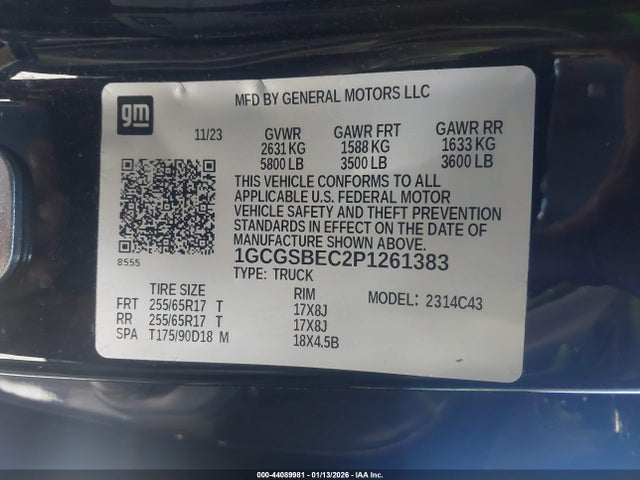 gm
MFD BY GENERAL MOTORS LLC
11/23 GVWR GAWR FRT GAWR RR
2631 KG 1588 KG 1633 KG
5800 LB 3500 LB 3600 LB
THIS VEHICLE CONFORMS TO ALL
APPLICABLE U.S. FEDERAL MOTOR
VEHICLE SAFETY AND THEFT PREVENTION
STANDARDS IN EFFECT ON THE DATE OF
MANUFACTURE SHOWN ABOVE.
1GCGSBEC2P1261383
8555
TYPE: TRUCK
TIRE SIZE RIM MODEL: 2314C43
FRT 255/65R17 T 17X8J
RR 255/65R17 T 17X8J
SPA T175/90D18 M 18X4.5B
000-44089981 - 01/13/2026 - IAA Inc.